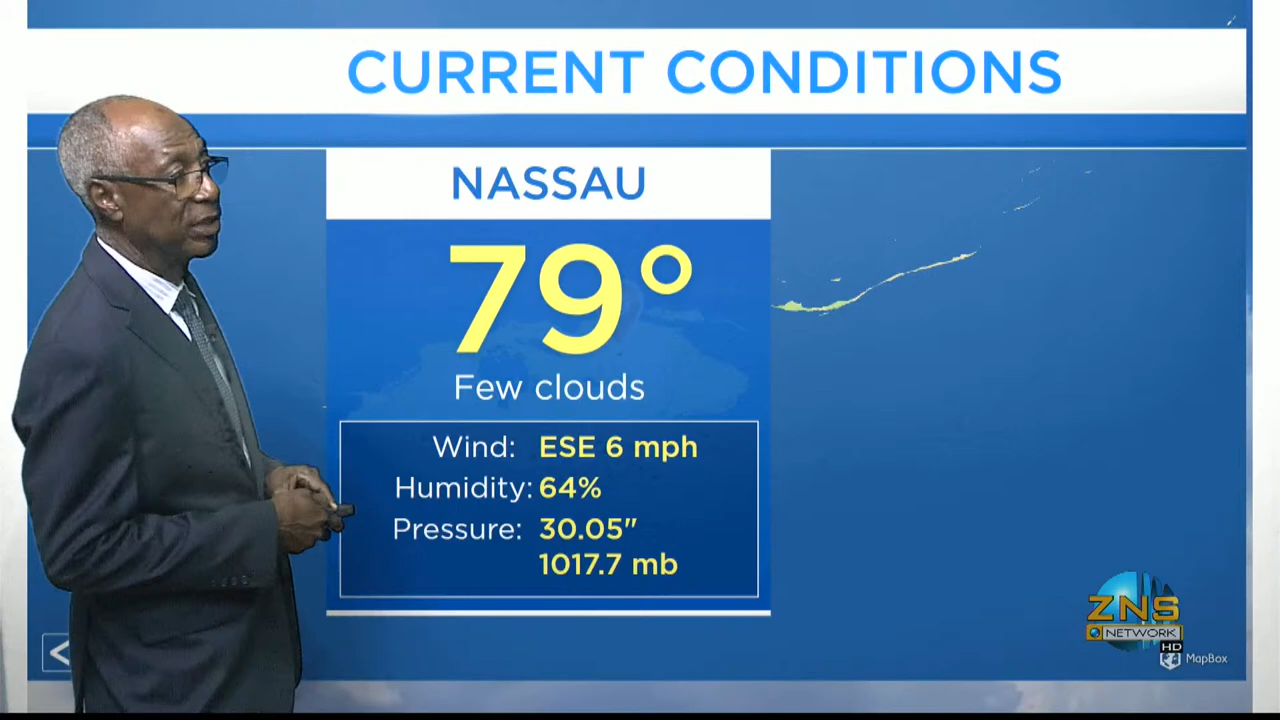 CURRENT CONDITIONS
NASSAU
79°
Few clouds
Wind: ESE 6 mph
Humidity: 64%
Pressure: 30.05"
1017.7 mb
<
ZNS
NETWORK
HD
MapBox